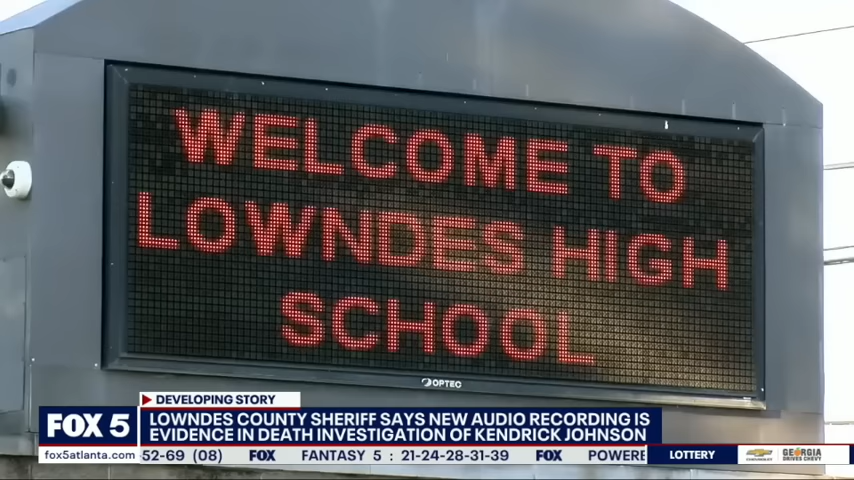 WELCOME TO
LOWNDES HIGH
SCHOOL
OPTEC
DEVELOPING STORY
FOX 5
LOWNDES COUNTY SHERIFF SAYS NEW AUDIO RECORDING IS
EVIDENCE IN DEATH INVESTIGATION OF KENDRICK JOHNSON
fox5atlanta.com 52-69 (08) FOX FANTASY 5 : 21-24-28-31-39 FOX POWERE LOTTERY CHEVROLET GEORGIA
DRIVES CHEVY